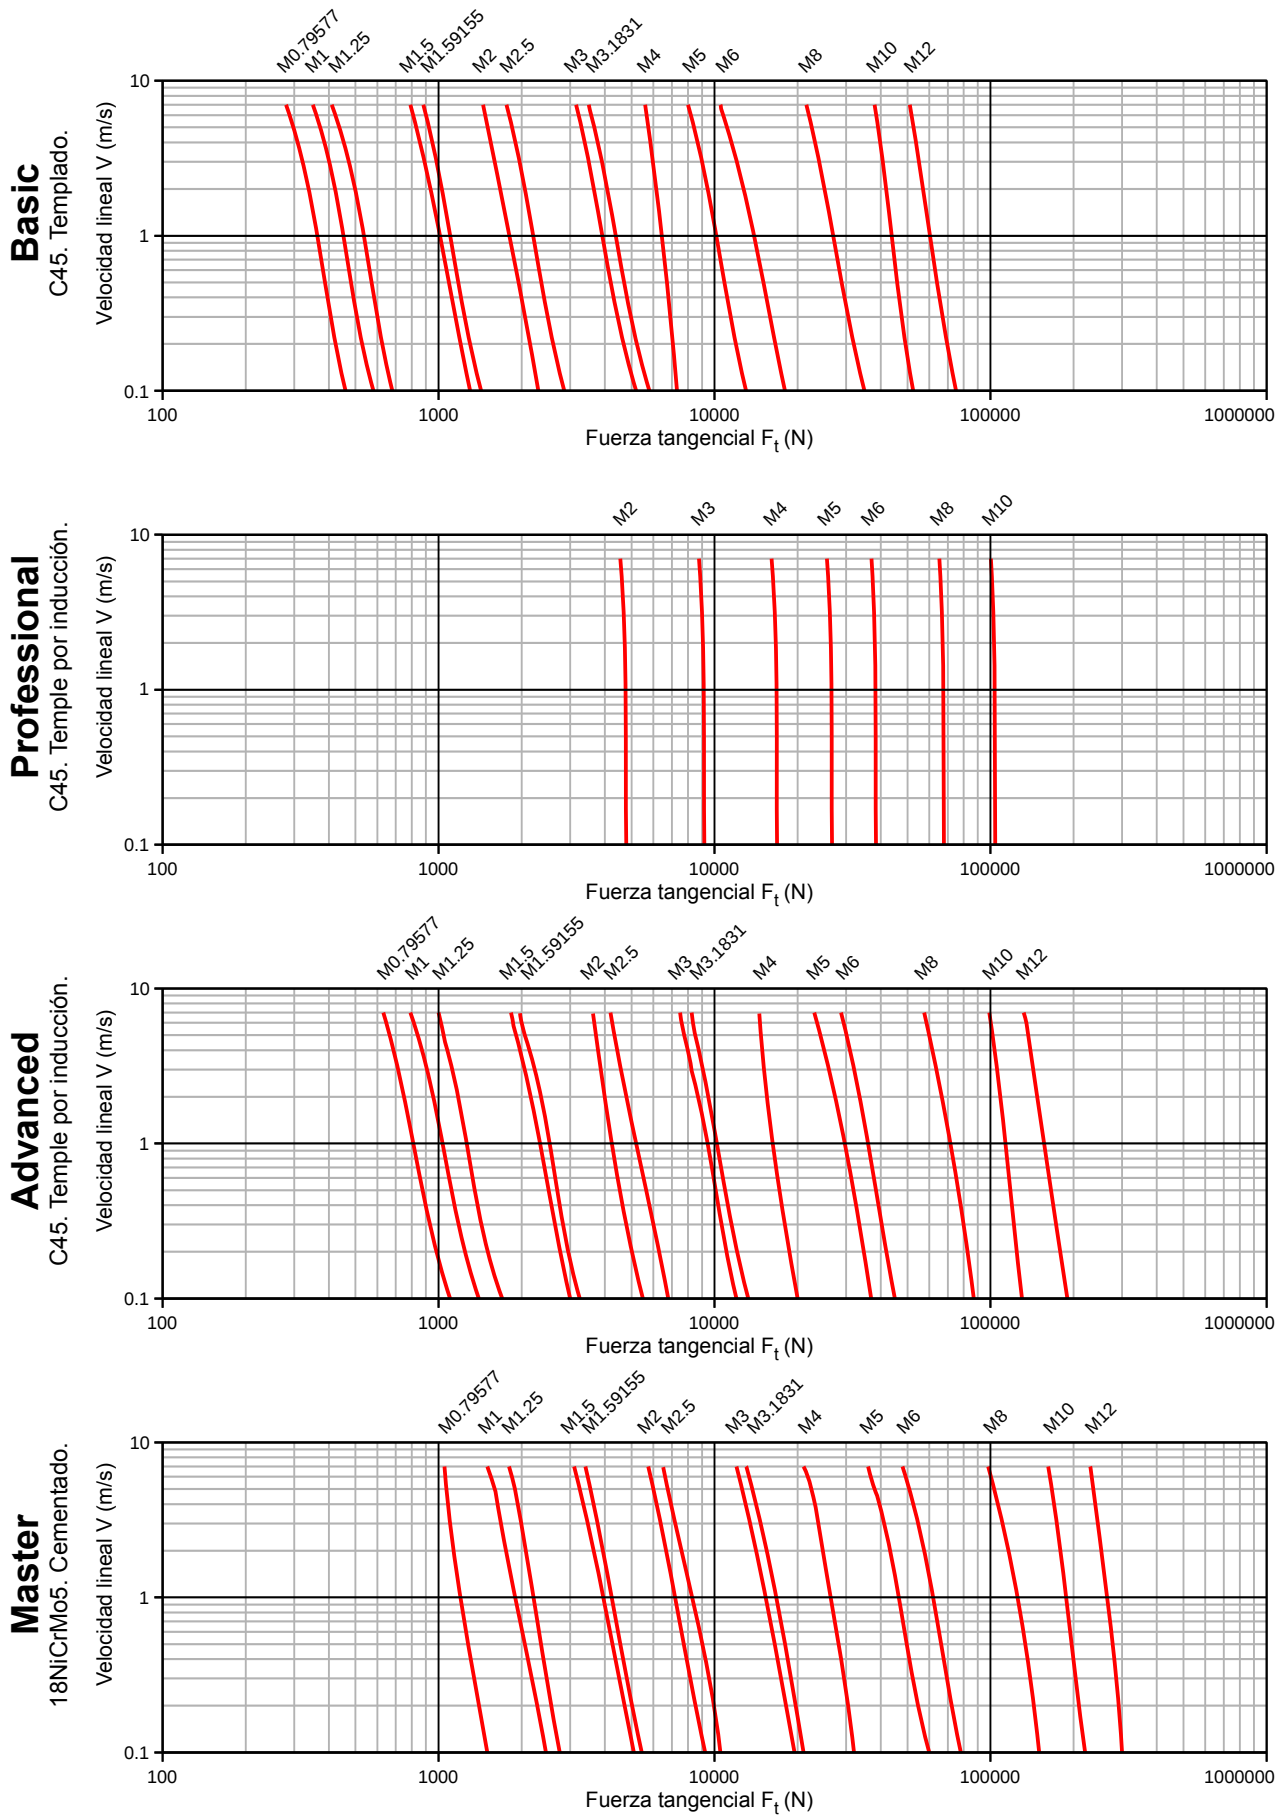 M0.79577 M1 M1.25 M1.5 M1.59155 M2 M2.5 M3 M3.1831 M4 M5 M6 M8 M10 M12
Basic
C45. Templado.
Velocidad lineal V (m/s)
10
1
0.1
100 1000 10000 100000 1000000
Fuerza tangencial Ft (N)
M2 M3 M4 M5 M6 M8 M10
Professional
C45. Temple por inducción.
Velocidad lineal V (m/s)
10
1
0.1
100 1000 10000 100000 1000000
Fuerza tangencial Ft (N)
M0.79577 M1 M1.25 M1.5 M1.59155 M2 M2.5 M3 M3.1831 M4 M5 M6 M8 M10 M12
Advanced
C45. Temple por inducción.
Velocidad lineal V (m/s)
10
1
0.1
100 1000 10000 100000 1000000
Fuerza tangencial Ft (N)
M0.79577 M1 M1.25 M1.5 M1.59155 M2 M2.5 M3 M3.1831 M4 M5 M6 M8 M10 M12
Master
18NiCrMo5. Cementado.
Velocidad lineal V (m/s)
10
1
0.1
100 1000 10000 100000 1000000
Fuerza tangencial Ft (N)